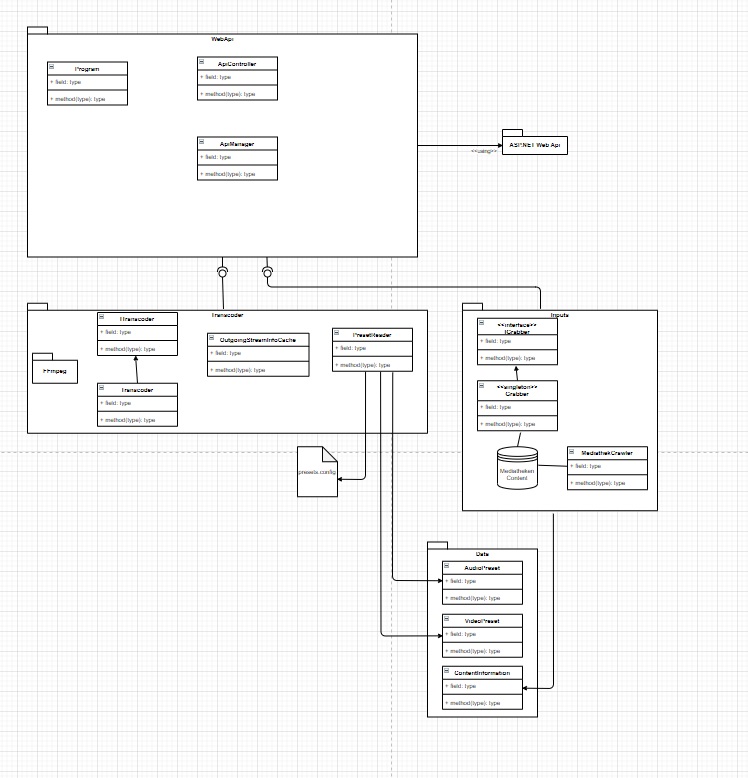 WebApi
Program
+ field: type
+ method(type): type
ApiController
+ field: type
+ method(type): type
ApiManager
+ field: type
+ method(type): type
<<using>>
ASP.NET Web Api
Transcoder
ITranscoder
+ field: type
+ method(type): type
FFmpeg
Transcoder
+ field: type
+ method(type): type
OutgoingStreamInfoCache
+ field: type
+ method(type): type
PresetReader
+ field: type
+ method(type): type
presets.config
Inputs
<<interface>>
IGrabber
+ field: type
+ method(type): type
<<singleton>>
Grabber
+ field: type
+ method(type): type
Mediatheken
Content
MediathekCrawler
+ field: type
+ method(type): type
Data
AudioPreset
+ field: type
+ method(type): type
VideoPreset
+ field: type
+ method(type): type
ContentInformation
+ field: type
+ method(type): type